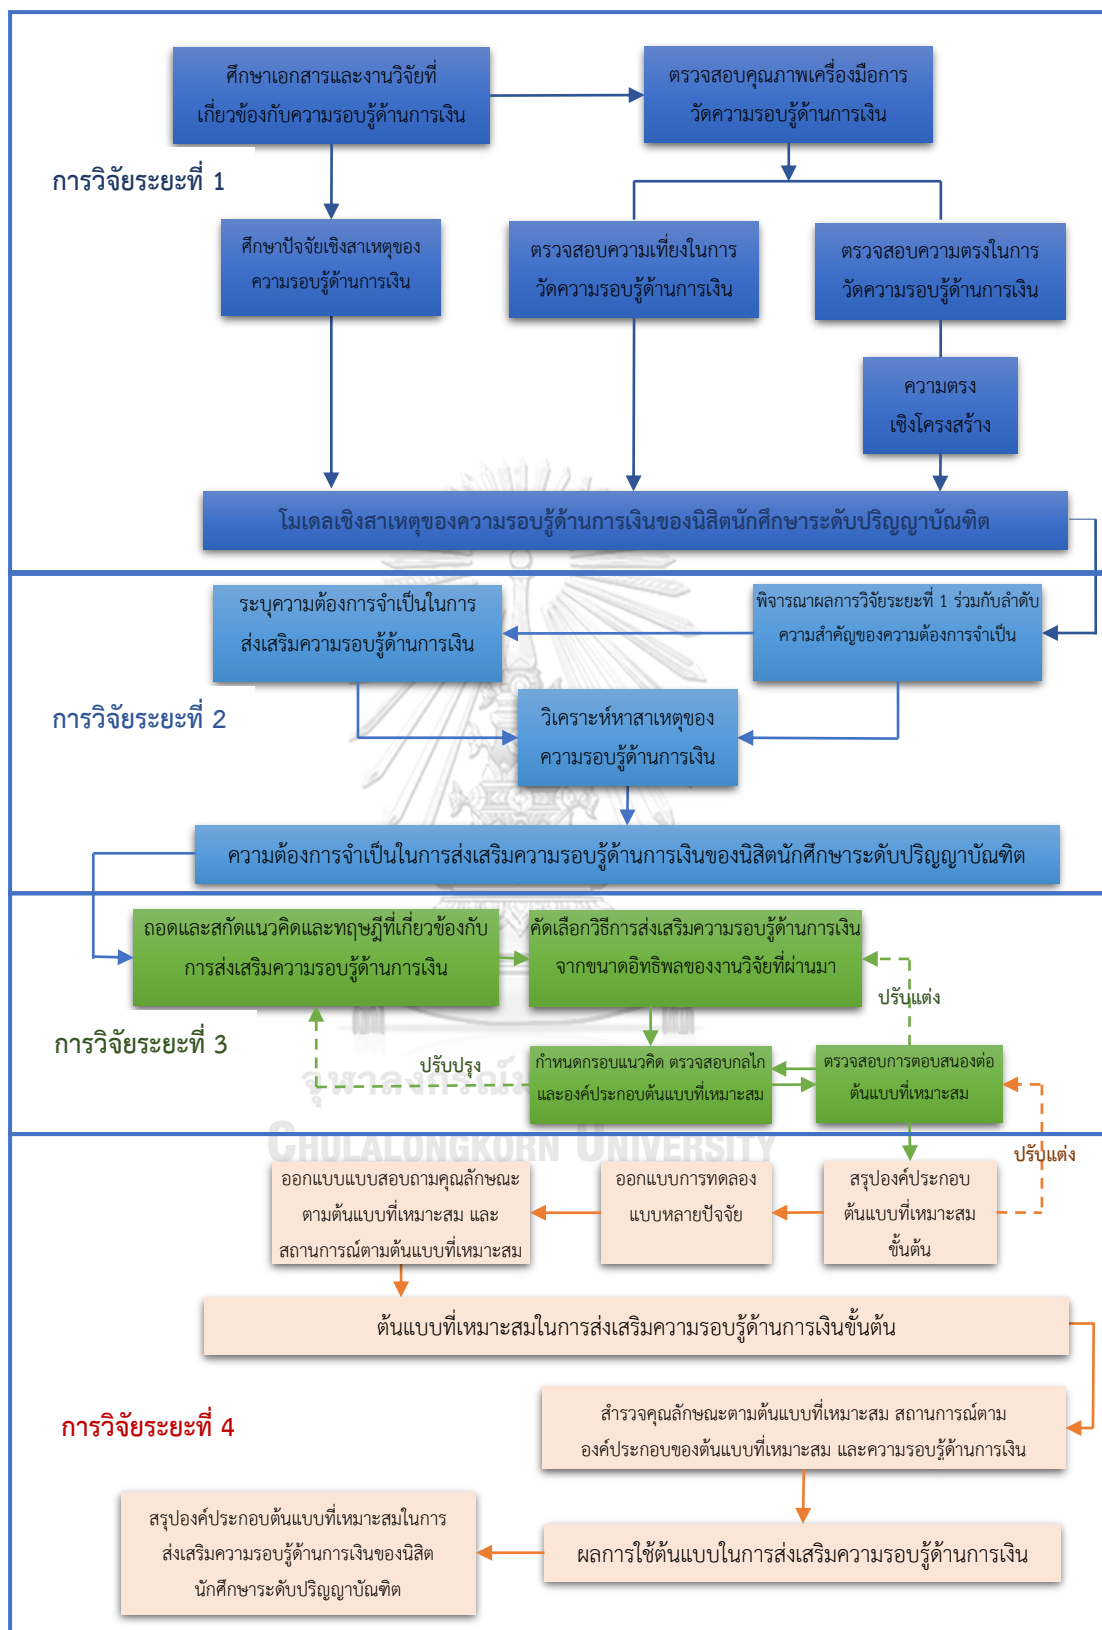 ศึกษาเอกสารและงานวิจัยที่
เกี่ยวข้องกับความรอบรู้ด้านการเงิน
ตรวจสอบคุณภาพเครื่องมือการ
วัดความรอบรู้ด้านการเงิน
การวิจัยระยะที่ 1
ศึกษาปัจจัยเชิงสาเหตุของ
ความรอบรู้ด้านการเงิน
ตรวจสอบความเที่ยงในการ
วัดความรอบรู้ด้านการเงิน
ตรวจสอบความตรงในการ
วัดความรอบรู้ด้านการเงิน
ความตรง
เชิงโครงสร้าง
โมเดลเชิงสาเหตุของความรอบรู้ด้านการเงินของนิสิตนักศึกษาระดับปริญญาบัณฑิต
ระบุความต้องการจำเป็นในการ
ส่งเสริมความรอบรู้ด้านการเงิน
พิจารณาผลการวิจัยระยะที่ 1 ร่วมกับลำดับ
ความสำคัญของความต้องการจำเป็น
การวิจัยระยะที่ 2
วิเคราะห์หาสาเหตุของ
ความรอบรู้ด้านการเงิน
ความต้องการจำเป็นในการส่งเสริมความรอบรู้ด้านการเงินของนิสิตนักศึกษาระดับปริญญาบัณฑิต
ถอดและสกัดแนวคิดและทฤษฎีที่เกี่ยวข้องกับ
การส่งเสริมความรอบรู้ด้านการเงิน
คัดเลือกวิธีการส่งเสริมความรอบรู้ด้านการเงิน
จากขนาดอิทธิพลของงานวิจัยที่ผ่านมา
ปรับแต่ง
การวิจัยระยะที่ 3
ปรับปรุง
กำหนดกรอบแนวคิด ตรวจสอบกลไก
และองค์ประกอบต้นแบบที่เหมาะสม
ตรวจสอบการตอบสนองต่อ
ต้นแบบที่เหมาะสม
จุฬาลงกรณ์
CHULALONGKORN UNIVERSITY
ปรับแต่ง
ออกแบบแบบสอบถามคุณลักษณะ
ตามต้นแบบที่เหมาะสม และ
สถานการณ์ตามต้นแบบที่เหมาะสม
ออกแบบการทดลอง
แบบหลายปัจจัย
สรุปองค์ประกอบ
ต้นแบบที่เหมาะสม
ขั้นต้น
ต้นแบบที่เหมาะสมในการส่งเสริมความรอบรู้ด้านการเงินขั้นต้น
การวิจัยระยะที่ 4
สำรวจคุณลักษณะตามต้นแบบที่เหมาะสม สถานการณ์ตาม
องค์ประกอบของต้นแบบที่เหมาะสม และความรอบรู้ด้านการเงิน
สรุปองค์ประกอบต้นแบบที่เหมาะสมในการ
ส่งเสริมความรอบรู้ด้านการเงินของนิสิต
นักศึกษาระดับปริญญาบัณฑิต
ผลการใช้ต้นแบบในการส่งเสริมความรอบรู้ด้านการเงิน